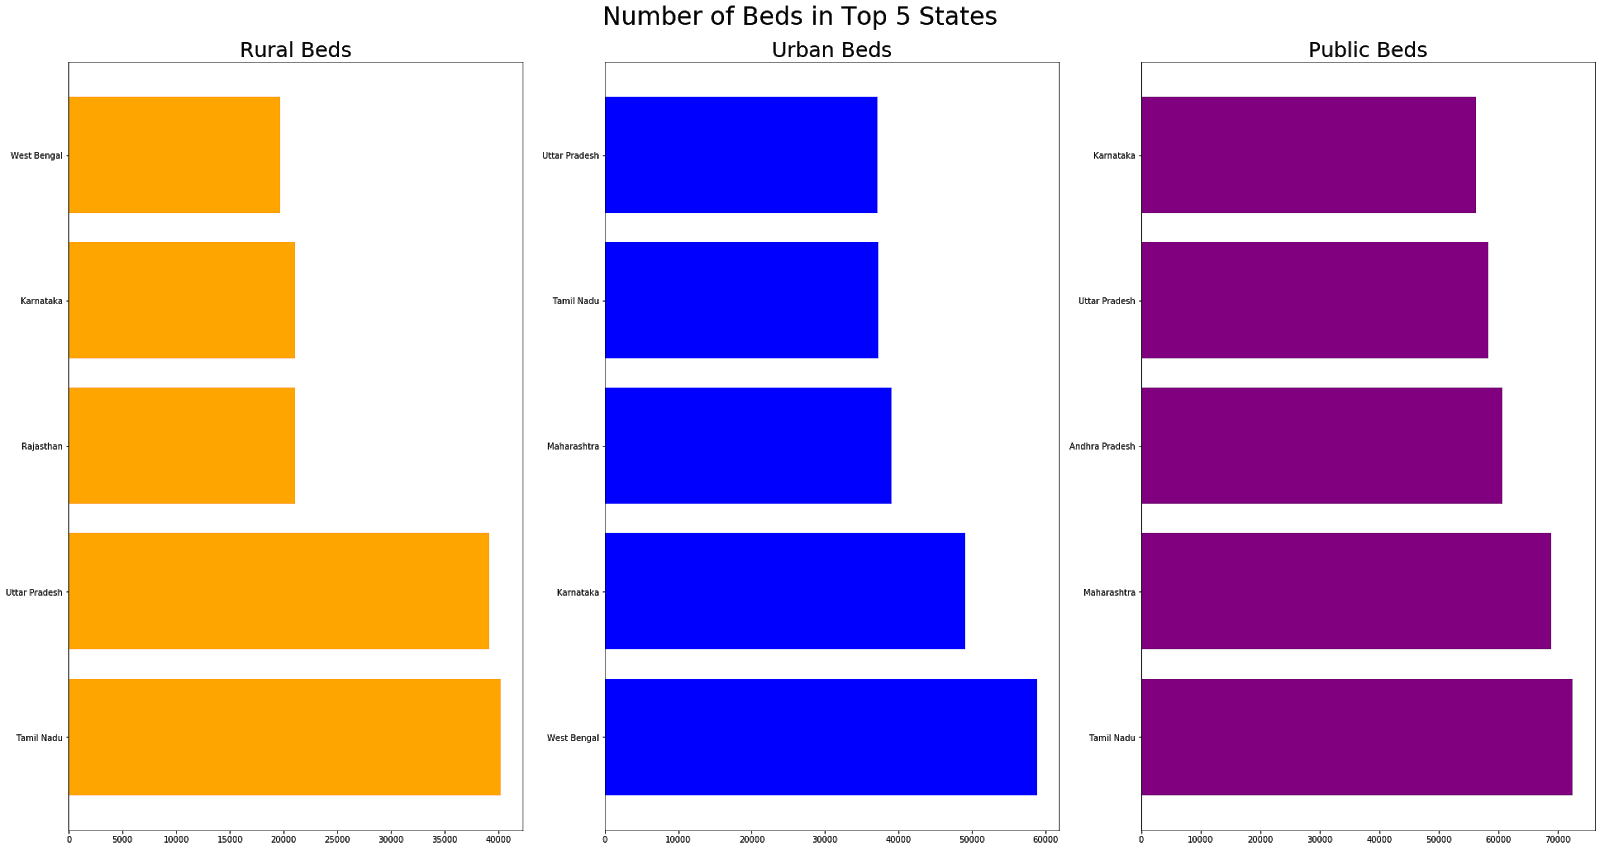 Number of Beds in Top 5 States
Rural Beds
West Bengal
Karnataka
Rajasthan
Uttar Pradesh
Tamil Nadu
0 5000 10000 15000 20000 25000 30000 35000 40000
Urban Beds
Uttar Pradesh
Tamil Nadu
Maharashtra
Karnataka
West Bengal
0 10000 20000 30000 40000 50000 60000
Public Beds
Karnataka
Uttar Pradesh
Andhra Pradesh
Maharashtra
Tamil Nadu
0 10000 20000 30000 40000 50000 60000 70000